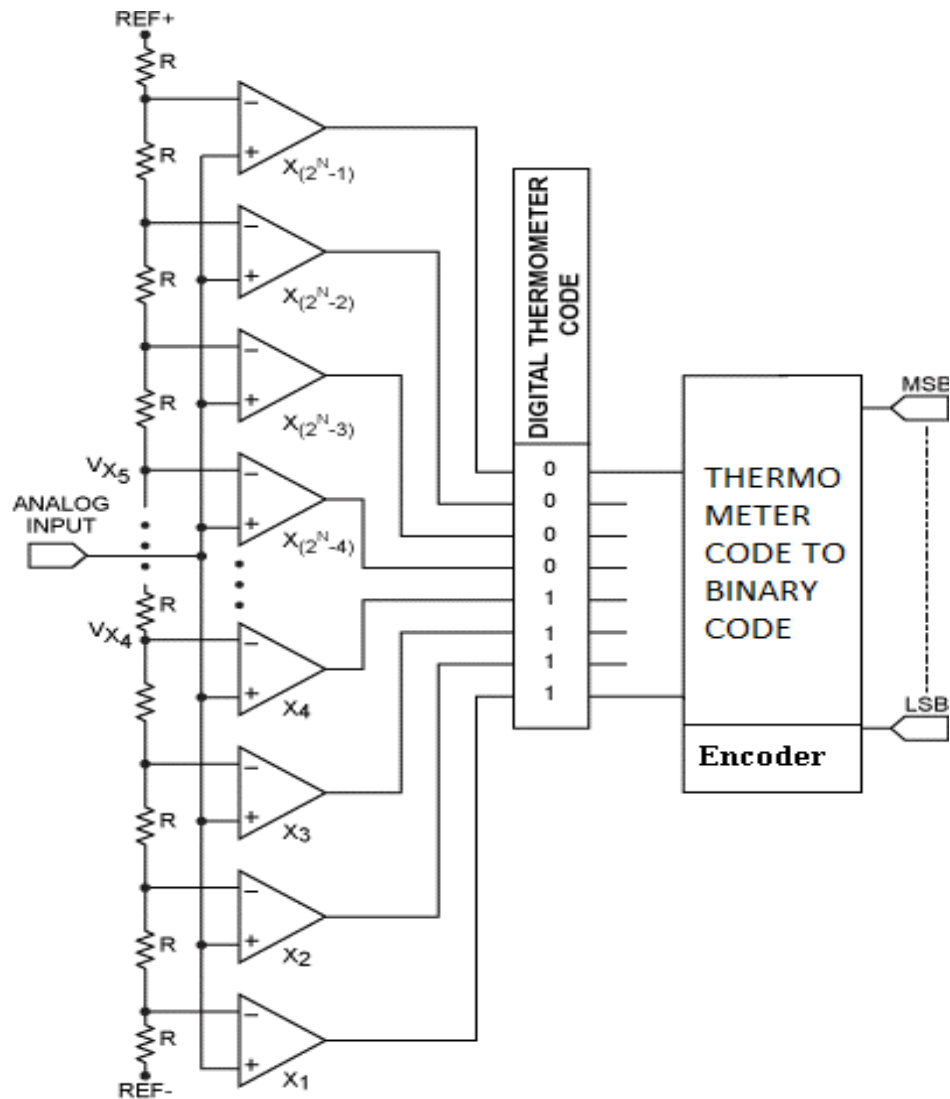 REF+
R
X(2^N-1)
R
X(2^N-2)
R
X(2^N-3)
R
VX5
X(2^N-4)
ANALOG
INPUT
R
VX4
X4
X3
R
X2
R
X1
R
REF-
DIGITAL THERMOMETER
CODE
0
0
0
0
1
1
1
1
THERMO
METER
CODE TO
BINARY
CODE
Encoder
MSB
LSB